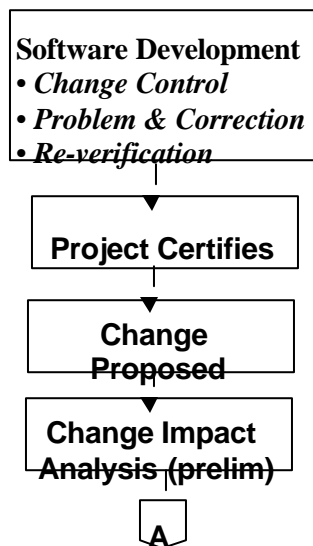 Software Development
• Change Control
• Problem & Correction
• Re-verification
Project Certifies
Change
Proposed
Change Impact
Analysis (prelim)
A